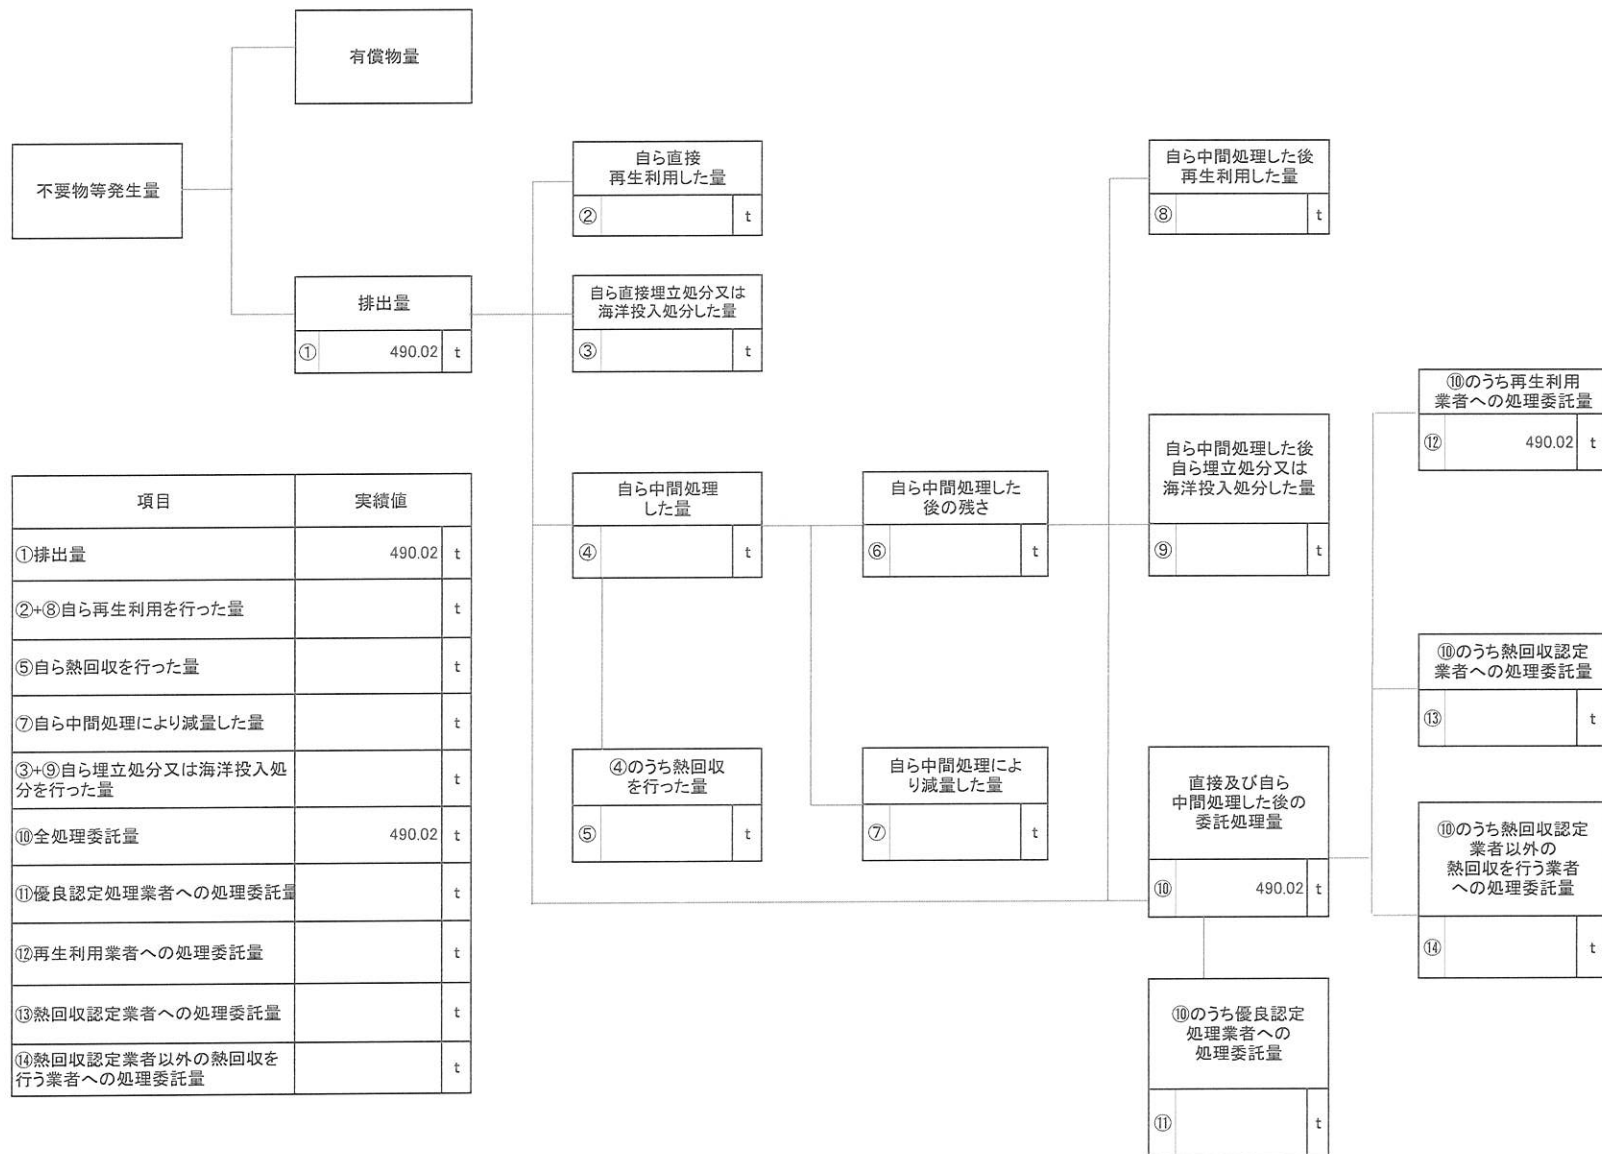 有償物量
不要物等発生量
排出量
① 490.02 t
自ら直接
再生利用した量
② t
自ら直接埋立処分又は
海洋投入処分した量
③ t
自ら中間処理
した量
④ t
④のうち熱回収
を行った量
⑤ t
自ら中間処理した
後の残さ
⑥ t
自ら中間処理によ
り減量した量
⑦ t
自ら中間処理した後
再生利用した量
⑧ t
自ら中間処理した後
自ら埋立処分又は
海洋投入処分した量
⑨ t
直接及び自ら
中間処理した後の
委託処理量
⑩ 490.02 t
⑩のうち優良認定
処理業者への
処理委託量
⑪ t
⑩のうち再生利用
業者への処理委託量
⑫ 490.02 t
⑩のうち熱回収認定
業者への処理委託量
⑬ t
⑩のうち熱回収認定
業者以外の
熱回収を行う業者
への処理委託量
⑭ t
項目 実績値
①排出量 490.02 t
②+⑧自ら再生利用を行った量 t
⑤自ら熱回収を行った量 t
⑦自ら中間処理により減量した量 t
③+⑨自ら埋立処分又は海洋投入処
分を行った量 t
⑩全処理委託量 490.02 t
⑪優良認定処理業者への処理委託量 t
⑫再生利用業者への処理委託量 t
⑬熱回収認定業者への処理委託量 t
⑭熱回収認定業者以外の熱回収を
行う業者への処理委託量 t